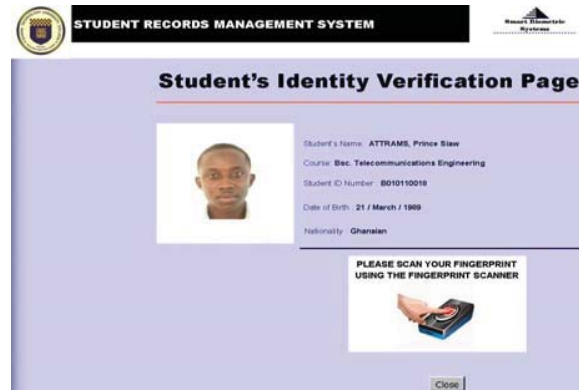 STUDENT RECORDS MANAGEMENT SYSTEM
Smart Biometric
Systems
Student's Identity Verification Page
Student's Name: ATTRAMS, Prince Siaw
Course: Bsc. Telecommunications Engineering
Student ID Number: B010110018
Date of Birth: 21 / March / 1989
Nationality: Ghanaian
PLEASE SCAN YOUR FINGERPRINT
USING THE FINGERPRINT SCANNER
Close